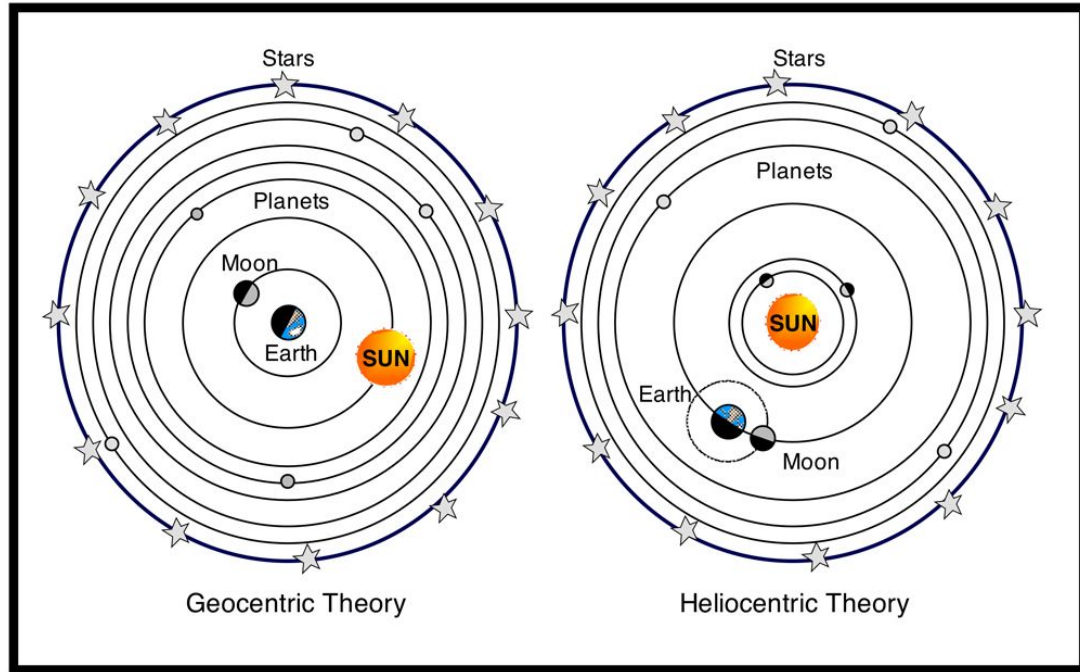 Stars
Planets
Moon
Earth
SUN
Geocentric Theory
Stars
Planets
SUN
Earth
Moon
Heliocentric Theory